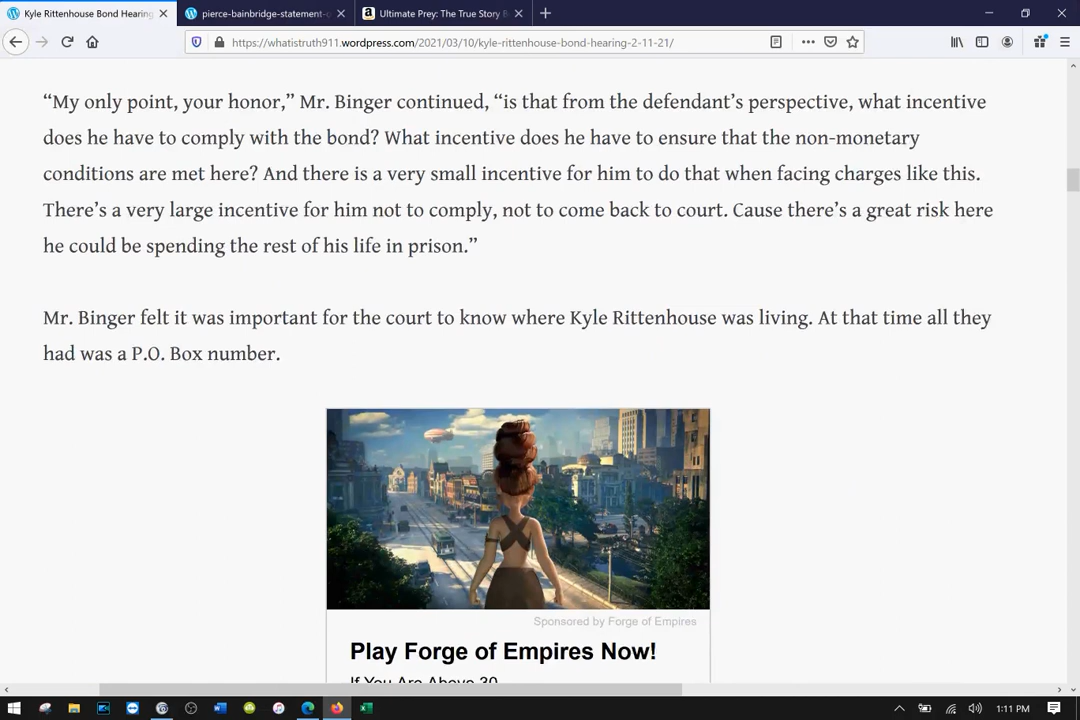 Kyle Rittenhouse Bond Hearing
pierce-bainbridge-statement-
Ultimate Prey: The True Story B
https://whatistruth911.wordpress.com/2021/03/10/kyle-rittenhouse-bond-hearing-2-11-21/
“My only point, your honor,” Mr. Binger continued, “is that from the defendant’s perspective, what incentive
does he have to comply with the bond? What incentive does he have to ensure that the non-monetary
conditions are met here? And there is a very small incentive for him to do that when facing charges like this.
There’s a very large incentive for him not to comply, not to come back to court. Cause there’s a great risk here
he could be spending the rest of his life in prison.”
Mr. Binger felt it was important for the court to know where Kyle Rittenhouse was living. At that time all they
had was a P.O. Box number.
Sponsored by Forge of Empires
Play Forge of Empires Now!
If You Are Above 30
1:11 PM